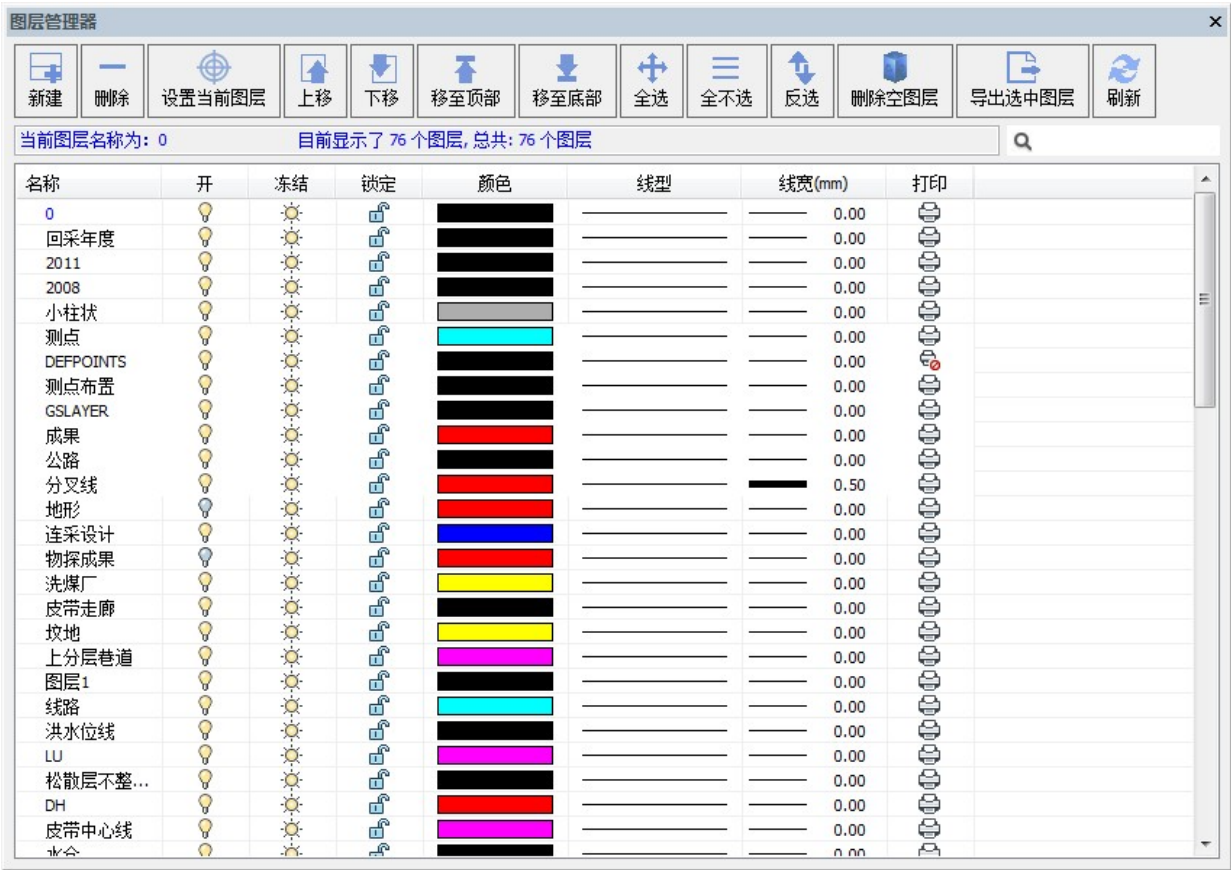 图层管理器
新建 删除 设置当前图层 上移 下移 移至顶部 移至底部 全选 全不选 反选 删除空图层 导出选中图层 刷新
当前图层名称为: 0 目前显示了 76 个图层, 总共: 76 个图层
名称 开 冻结 锁定 颜色 线型 线宽(mm) 打印
0 0.00
回采年度 0.00
2011 0.00
2008 0.00
小柱状 0.00
测点 0.00
DEFPOINTS 0.00
测点布置 0.00
GSLAYER 0.00
成果 0.00
公路 0.00
分叉线 0.50
地形 0.00
连采设计 0.00
物探成果 0.00
洗煤厂 0.00
皮带走廊 0.00
坟地 0.00
上分层巷道 0.00
图层1 0.00
线路 0.00
洪水位线 0.00
LU 0.00
松散层不整... 0.00
DH 0.00
皮带中心线 0.00
0.00